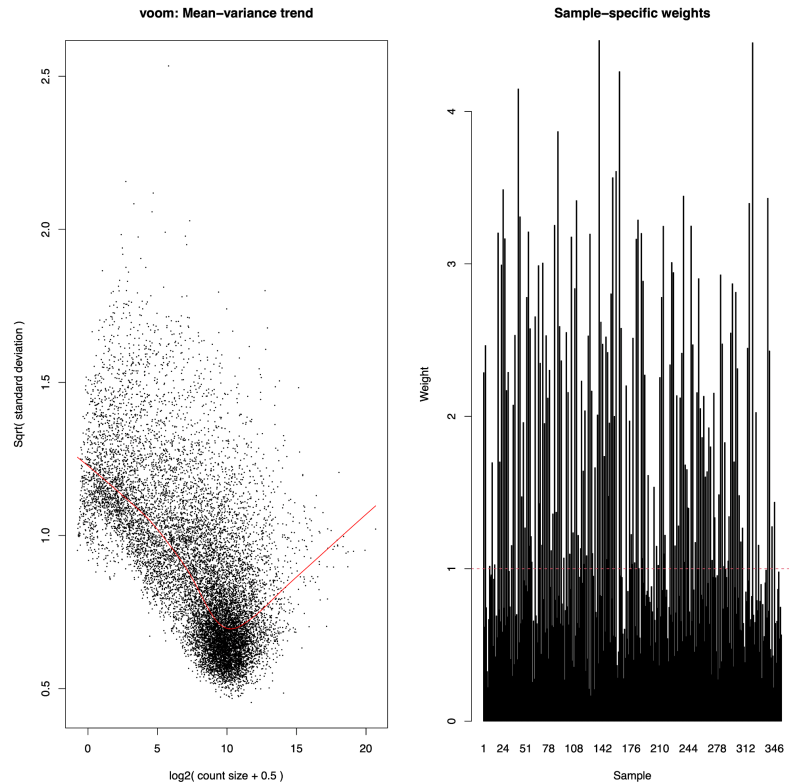 voom: Mean−variance trend
Sqrt( standard deviation )
2.5
2.0
1.5
1.0
0.5
0 5 10 15 20
log2( count size + 0.5 )
Sample−specific weights
Weight
4
3
2
1
0
1 24 51 78 108 142 176 210 244 278 312 346
Sample